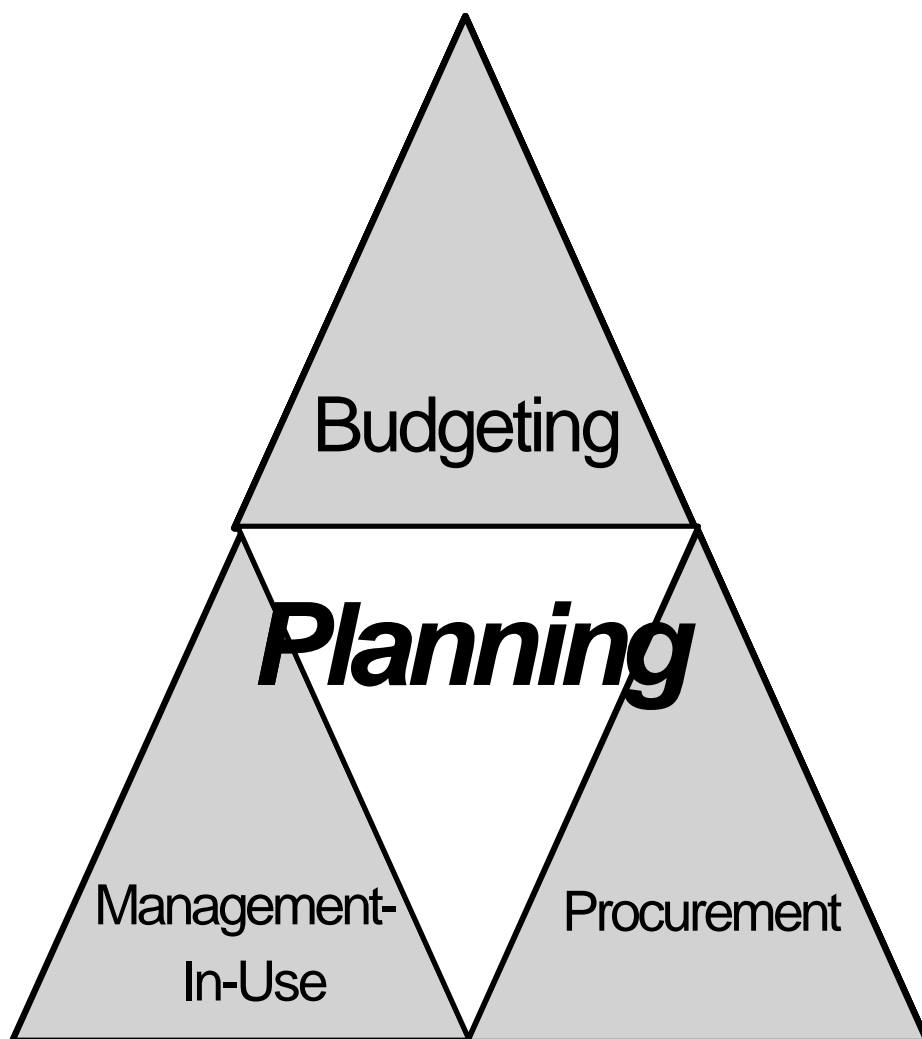 Budgeting
Planning
Management-
In-Use
Procurement